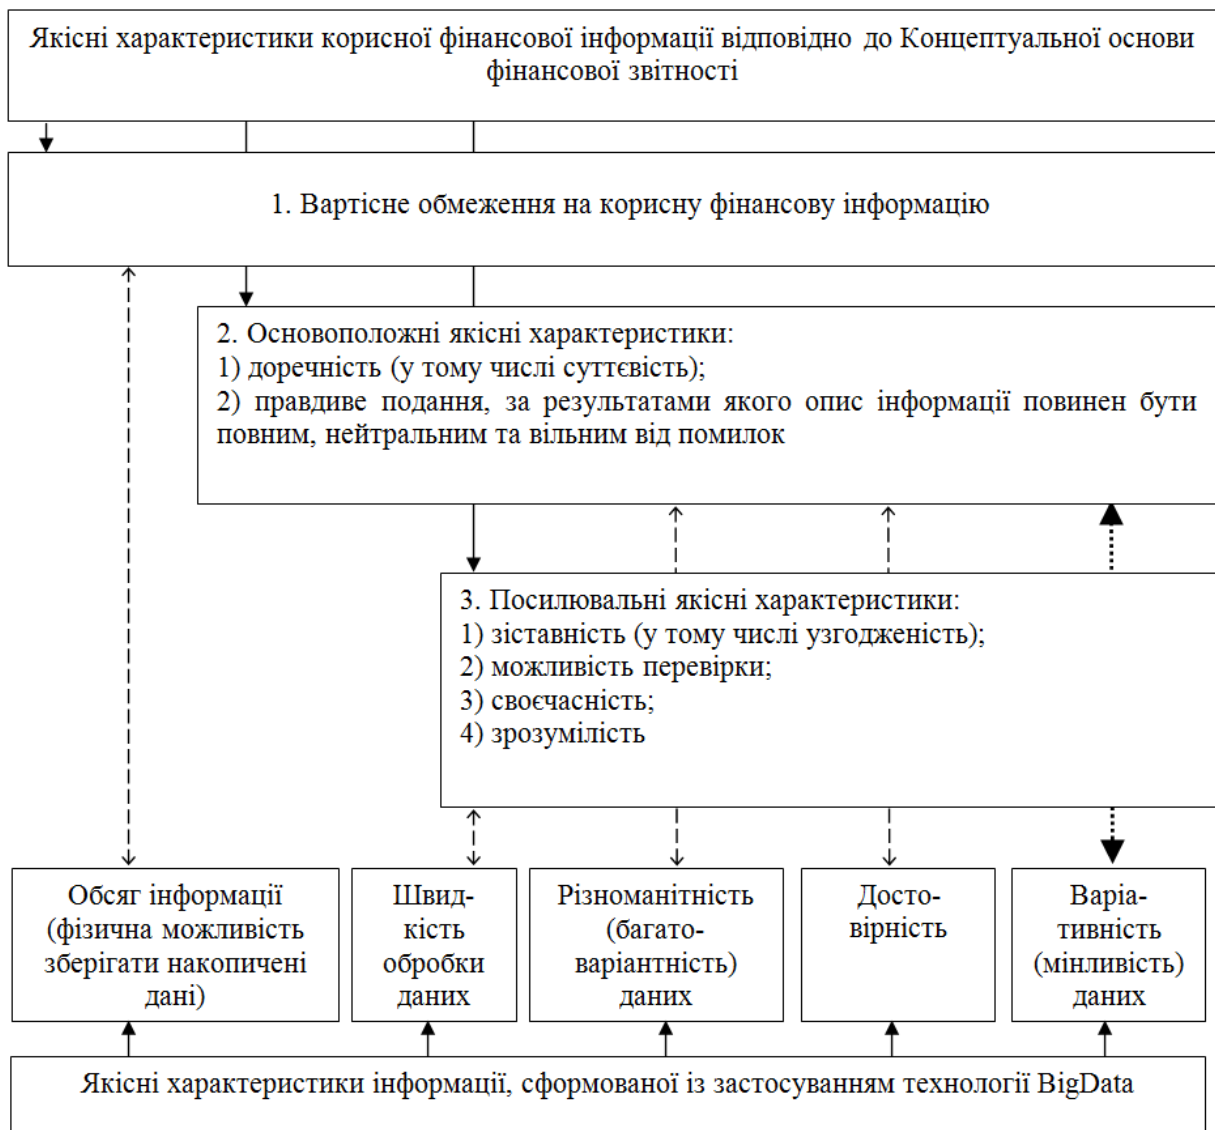 Якісні характеристики корисної фінансової інформації відповідно до Концептуальної основи
фінансової звітності
1. Вартісне обмеження на корисну фінансову інформацію
2. Основоположні якісні характеристики:
1) доречність (у тому числі суттєвість);
2) правдиве подання, за результатами якого опис інформації повинен бути
повним, нейтральним та вільним від помилок
3. Посилювальні якісні характеристики:
1) зіставність (у тому числі узгодженість);
2) можливість перевірки;
3) своєчасність;
4) зрозумілість
Обсяг інформації
(фізична можливість
зберігати накопичені
дані)
Швид-
кість
обробки
даних
Різноманітність
(багато-
варіантність)
даних
Досто-
вірність
Варіа-
тивність
(мінливість)
даних
Якісні характеристики інформації, сформованої із застосуванням технології BigData